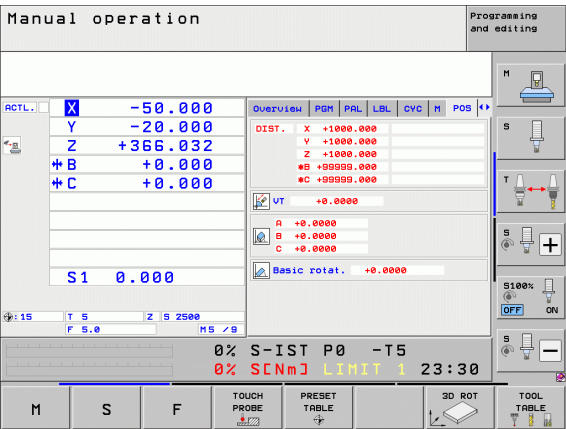 Manual operation
Programming
and editing
ACTL. X -50.000
Y -20.000
Z +366.032
B +0.000
C +0.000
S1 0.000
:15 T 5 Z S 2500
F 5.0 M5 /9
Overview PGM PAL LBL CYC M POS
DIST. X +1000.000
Y +1000.000
Z +1000.000
*B +99999.000
*C +99999.000
VT +0.0000
A +0.0000
B +0.0000
C +0.0000
Basic rotat. +0.0000
0% S-IST P0 -T5
0% S[Nm] LIMIT 1 23:30
M
S
T
S
S100%
OFF ON
S
M
S
F
TOUCH
PROBE
PRESET
TABLE
3D ROT
TOOL
TABLE